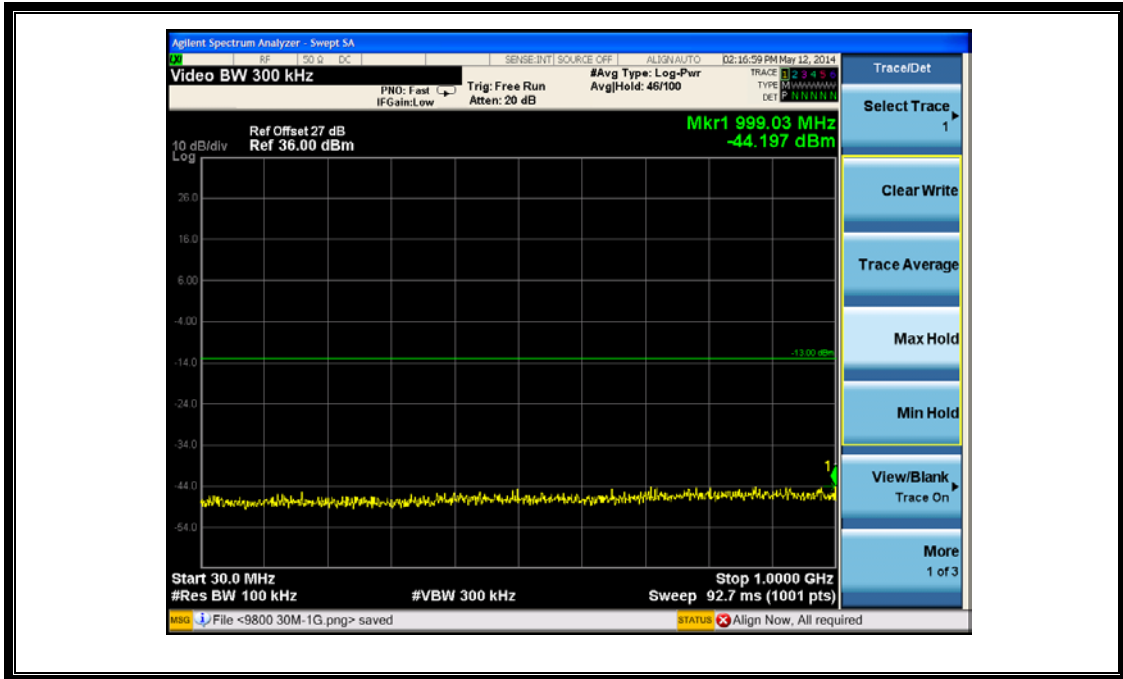 Agilent Spectrum Analyzer - Swept SA
RF 50 Ω DC SENSE:INT SOURCE OFF ALIGNAUTO 02:16:59 PM May 12, 2014
Video BW 300 kHz
PNO: Fast
IFGain:Low
Trig: Free Run
Atten: 20 dB
#Avg Type: Log-Pwr
Avg|Hold: 46/100
TRACE 1 2 3 4 5 6
TYPE M
DET P N N N N N
Ref Offset 27 dB
Ref 36.00 dBm
10 dB/div
Log
Mkr1 999.03 MHz
-44.197 dBm
26.0
16.0
6.00
-4.00
-13.00 dBm
-14.0
-24.0
-34.0
1
-44.0
-54.0
Start 30.0 MHz
Stop 1.0000 GHz
#Res BW 100 kHz
#VBW 300 kHz
Sweep 92.7 ms (1001 pts)
MSG File <9800 30M-1G.png> saved
STATUS Align Now, All required
Trace/Det
Select Trace
1
Clear Write
Trace Average
Max Hold
Min Hold
View/Blank
Trace On
More
1 of 3